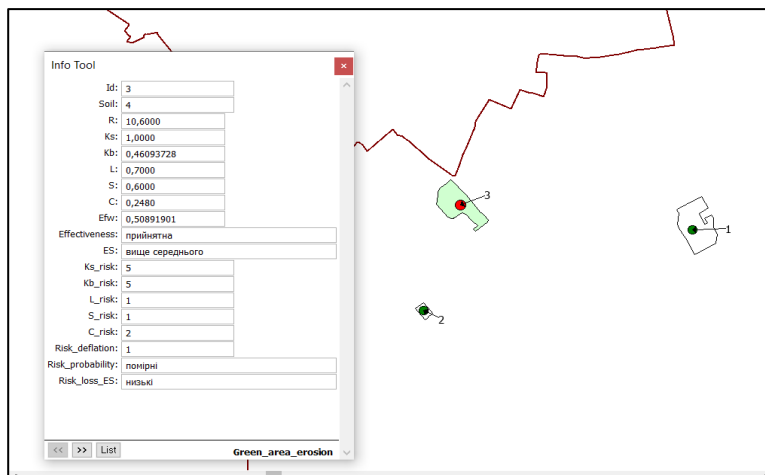 Info Tool
Id: 3
Soil: 4
R: 10,6000
Ks: 1,0000
Kb: 0,46093728
L: 0,7000
S: 0,6000
C: 0,2480
Efw: 0,50891901
Effectiveness: прийнятна
ES: вище середнього
Ks_risk: 5
Kb_risk: 5
L_risk: 1
S_risk: 1
C_risk: 2
Risk_deflation: 1
Risk_probability: помірні
Risk_loss_ES: низькі
<< >> List Green_area_erosion
3
1
2